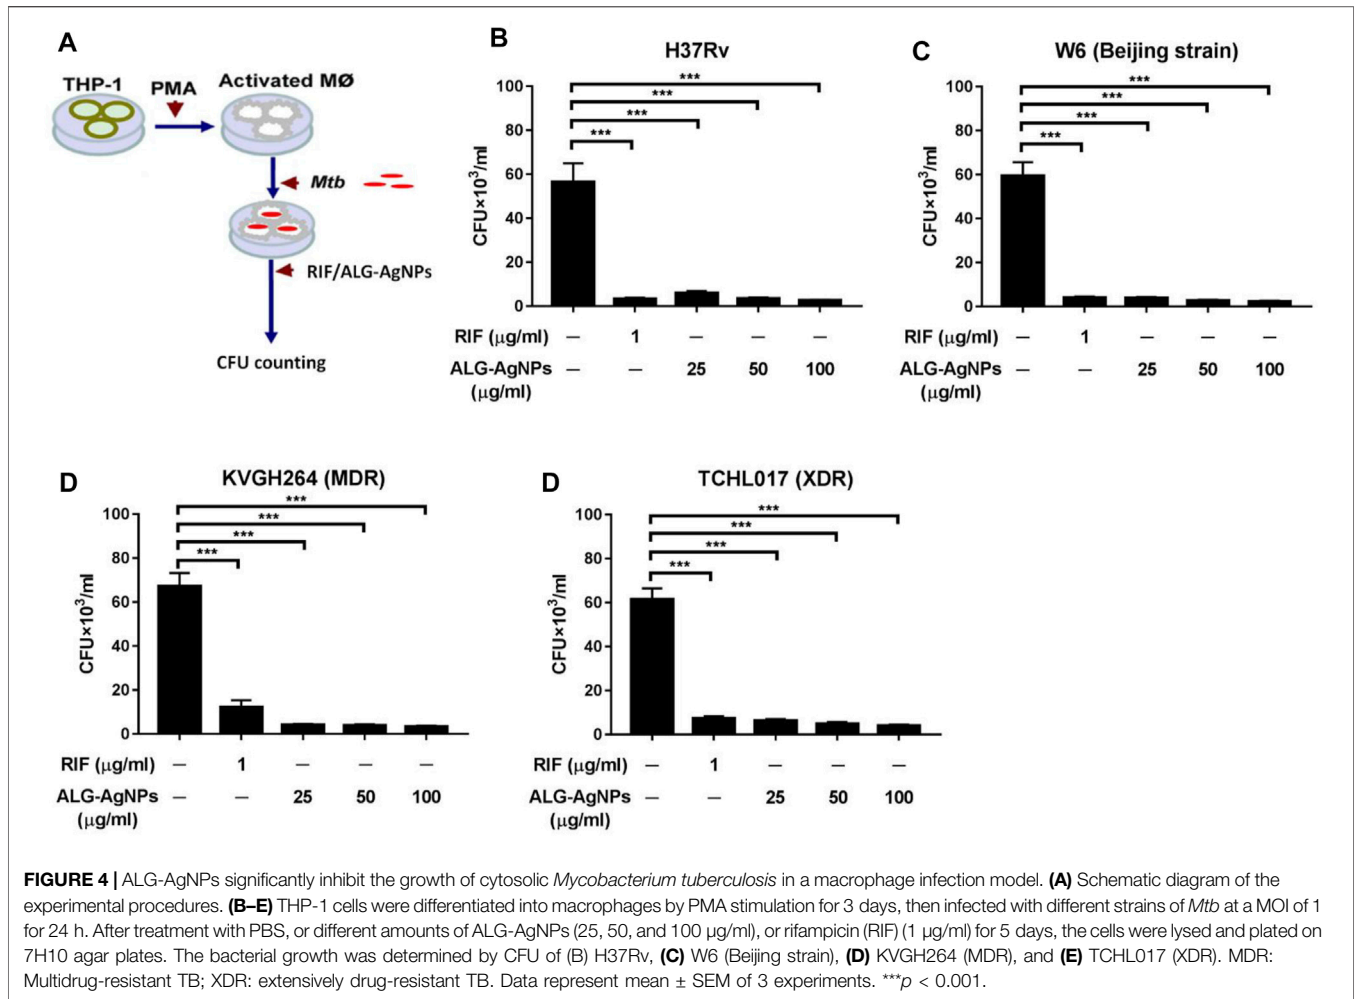 A
THP-1
PMA
Activated MØ
Mtb
RIF/ALG-AgNPs
CFU counting
B
H37Rv
CFU×10³/ml
100
80
60
40
20
0
***
***
***
***
RIF (μg/ml) — 1 — — —
ALG-AgNPs — — 25 50 100
(μg/ml)
C
W6 (Beijing strain)
CFU×10³/ml
100
80
60
40
20
0
***
***
***
***
RIF (μg/ml) — 1 — — —
ALG-AgNPs — — 25 50 100
(μg/ml)
D
KVGH264 (MDR)
CFU×10³/ml
100
80
60
40
20
0
***
***
***
***
RIF (μg/ml) — 1 — — —
ALG-AgNPs — — 25 50 100
(μg/ml)
D
TCHL017 (XDR)
CFU×10³/ml
100
80
60
40
20
0
***
***
***
***
RIF (μg/ml) — 1 — — —
ALG-AgNPs — — 25 50 100
(μg/ml)
FIGURE 4 | ALG-AgNPs significantly inhibit the growth of cytosolic Mycobacterium tuberculosis in a macrophage infection model. (A) Schematic diagram of the
experimental procedures. (B–E) THP-1 cells were differentiated into macrophages by PMA stimulation for 3 days, then infected with different strains of Mtb at a MOI of 1
for 24 h. After treatment with PBS, or different amounts of ALG-AgNPs (25, 50, and 100 μg/ml), or rifampicin (RIF) (1 μg/ml) for 5 days, the cells were lysed and plated on
7H10 agar plates. The bacterial growth was determined by CFU of (B) H37Rv, (C) W6 (Beijing strain), (D) KVGH264 (MDR), and (E) TCHL017 (XDR). MDR:
Multidrug-resistant TB; XDR: extensively drug-resistant TB. Data represent mean ± SEM of 3 experiments. ***p < 0.001.